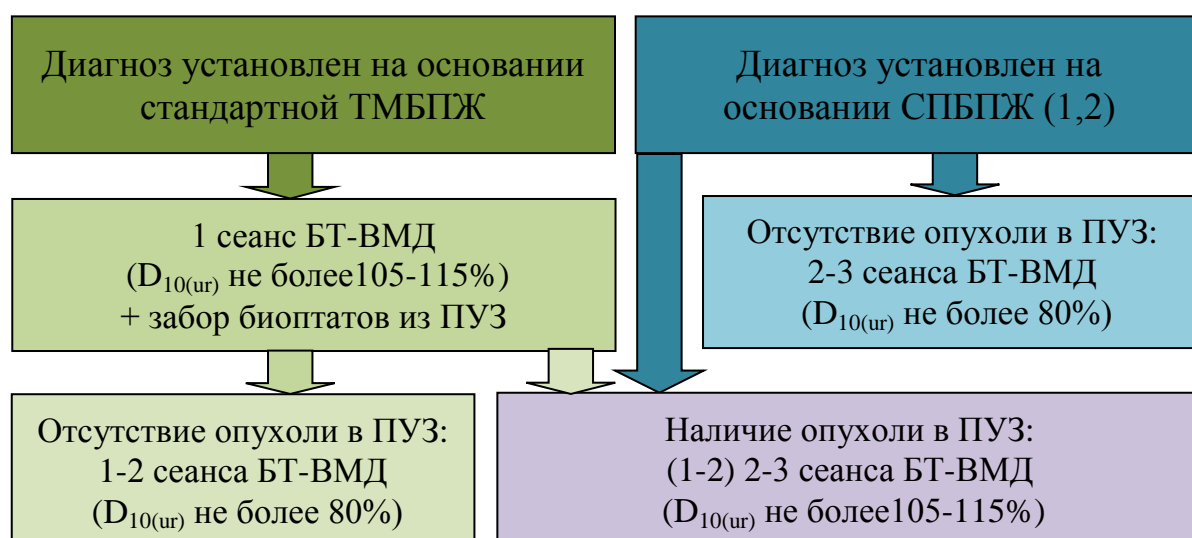 Диагноз установлен на основании
стандартной ТМБПЖ
Диагноз установлен на
основании СПБПЖ (1,2)
1 сеанс БТ-ВМД
(D10(ur) не более105-115%)
+ забор биоптатов из ПУЗ
Отсутствие опухоли в ПУЗ:
2-3 сеанса БТ-ВМД
(D10(ur) не более 80%)
Отсутствие опухоли в ПУЗ:
1-2 сеанса БТ-ВМД
(D10(ur) не более 80%)
Наличие опухоли в ПУЗ:
(1-2) 2-3 сеанса БТ-ВМД
(D10(ur) не более105-115%)